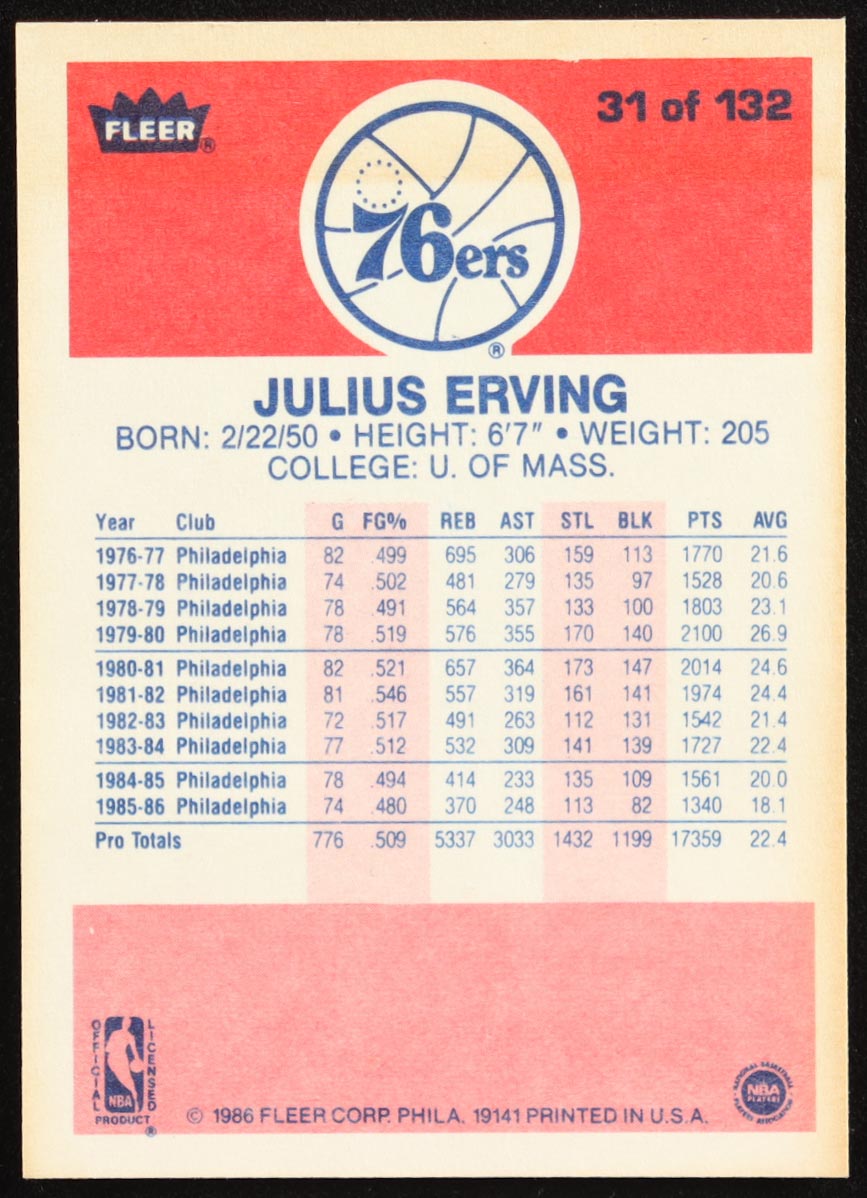 FLEER®
31 of 132
76ers
®
JULIUS ERVING
BORN: 2/22/50 • HEIGHT: 6'7" • WEIGHT: 205
COLLEGE: U. OF MASS.
Year Club G FG% REB AST STL BLK PTS AVG
1976-77 Philadelphia 82 .499 695 306 159 113 1770 21.6
1977-78 Philadelphia 74 .502 481 279 135 97 1528 20.6
1978-79 Philadelphia 78 .491 564 357 133 100 1803 23.1
1979-80 Philadelphia 78 .519 576 355 170 140 2100 26.9
1980-81 Philadelphia 82 .521 657 364 173 147 2014 24.6
1981-82 Philadelphia 81 .546 557 319 161 141 1974 24.4
1982-83 Philadelphia 72 .517 491 263 112 131 1542 21.4
1983-84 Philadelphia 77 .512 532 309 141 139 1727 22.4
1984-85 Philadelphia 78 .494 414 233 135 109 1561 20.0
1985-86 Philadelphia 74 .480 370 248 113 82 1340 18.1
Pro Totals 776 .509 5337 3033 1432 1199 17359 22.4
OFFICIAL
LICENSED
NBA
PRODUCT
®
© 1986 FLEER CORP. PHILA. 19141 PRINTED IN U.S.A.
NATIONAL BASKETBALL
NBA
PLAYERS
PLAYERS ASSOCIATION